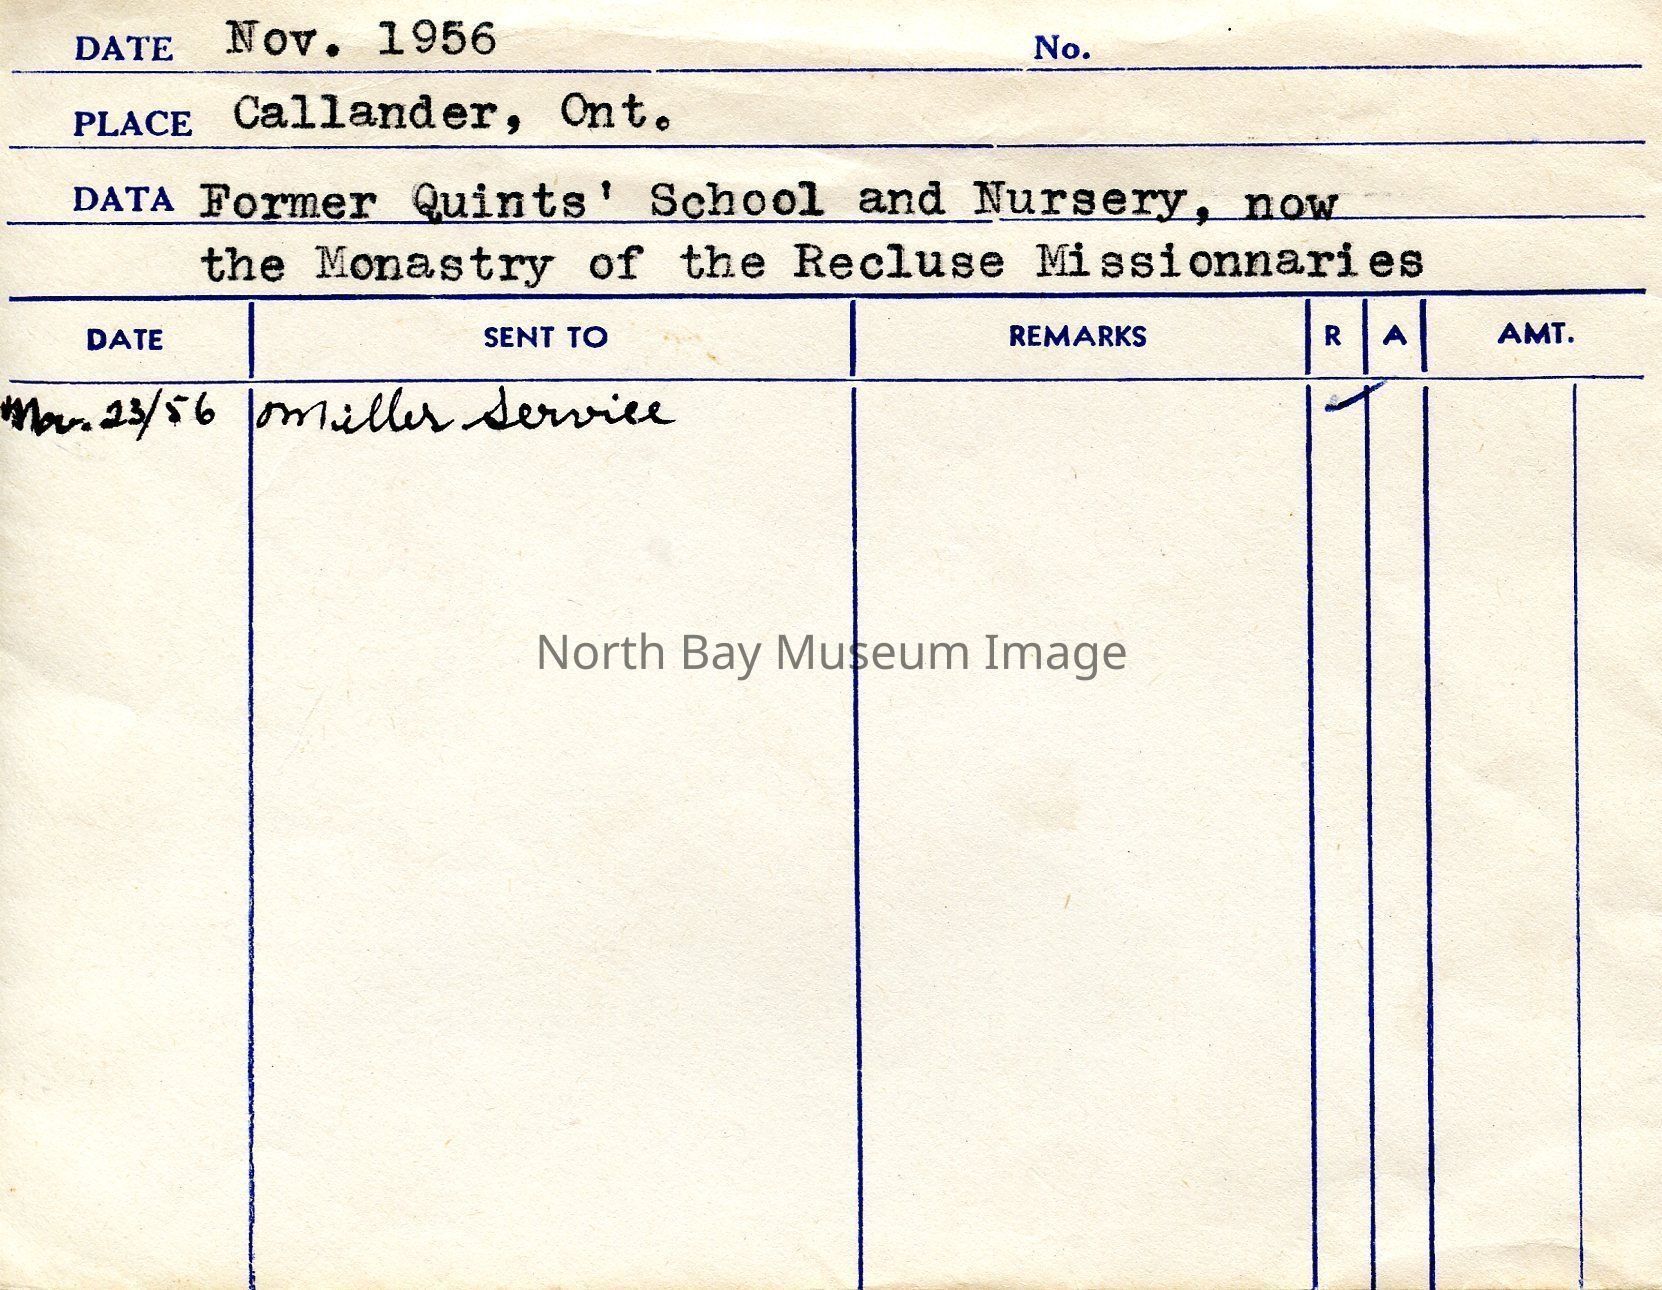 DATE Nov. 1956 No.
PLACE Callander, Ont.
DATA Former Quints' School and Nursery, now
the Monastry of the Recluse Missionnaries
DATE SENT TO REMARKS R A AMT.
Nov. 23/56 Miller Service ✓
North Bay Museum Image